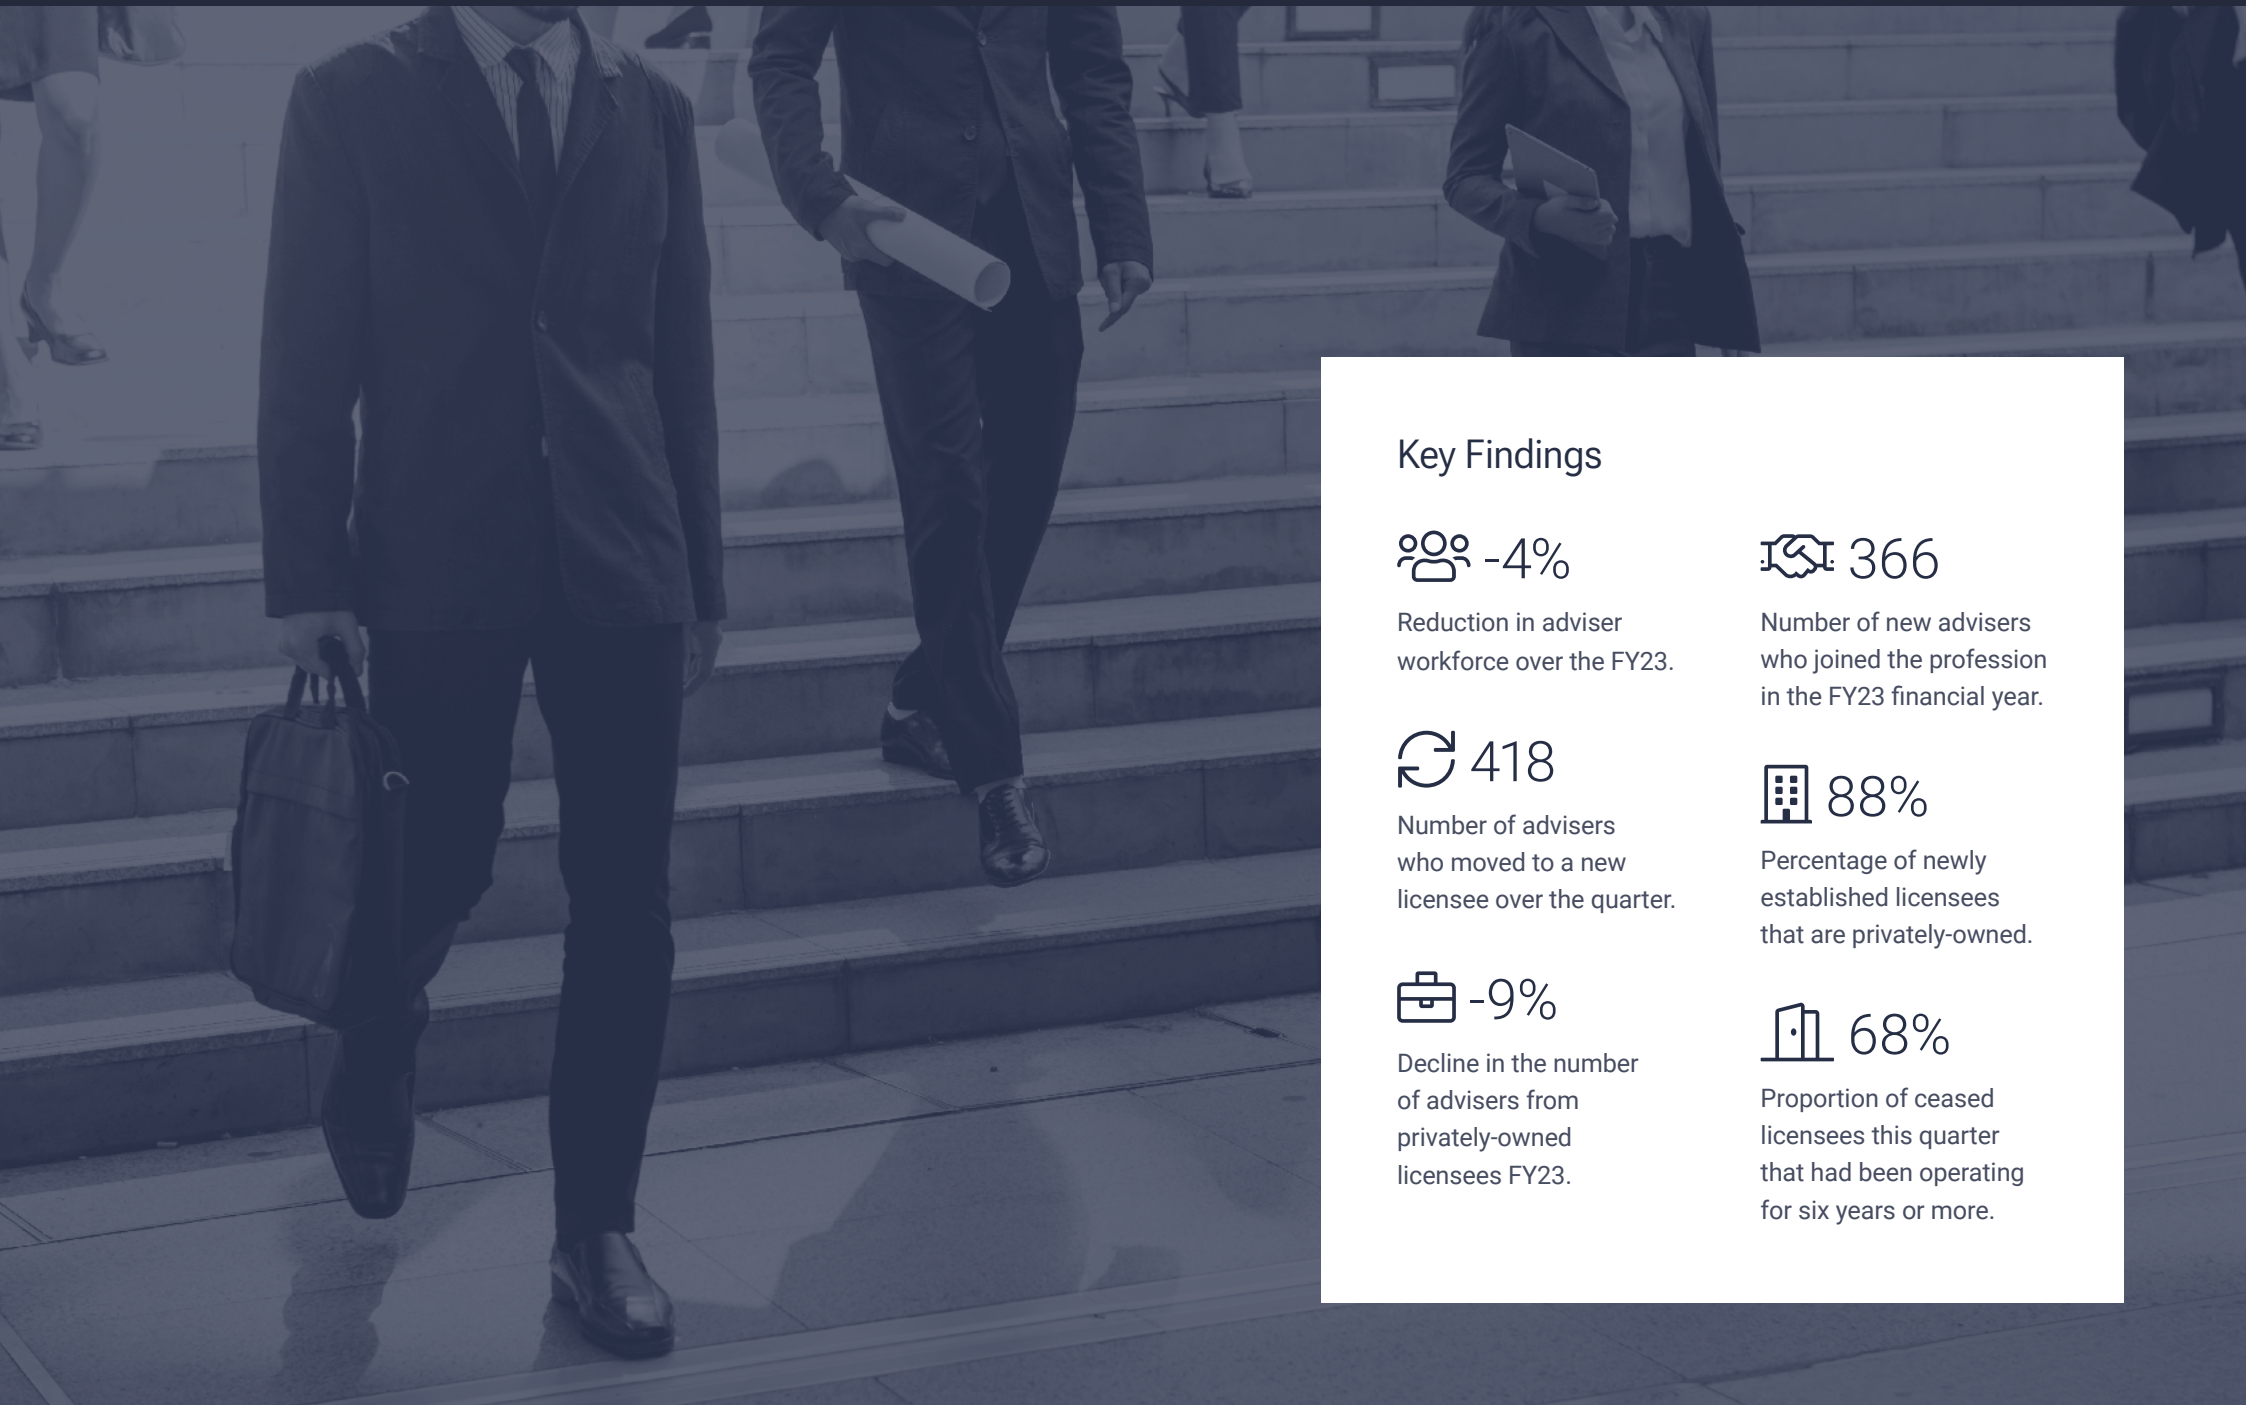 Key Findings
-4%
Reduction in adviser
workforce over the FY23.
418
Number of advisers
who moved to a new
licensee over the quarter.
-9%
Decline in the number
of advisers from
privately-owned
licensees FY23.
366
Number of new advisers
who joined the profession
in the FY23 financial year.
88%
Percentage of newly
established licensees
that are privately-owned.
68%
Proportion of ceased
licensees this quarter
that had been operating
for six years or more.